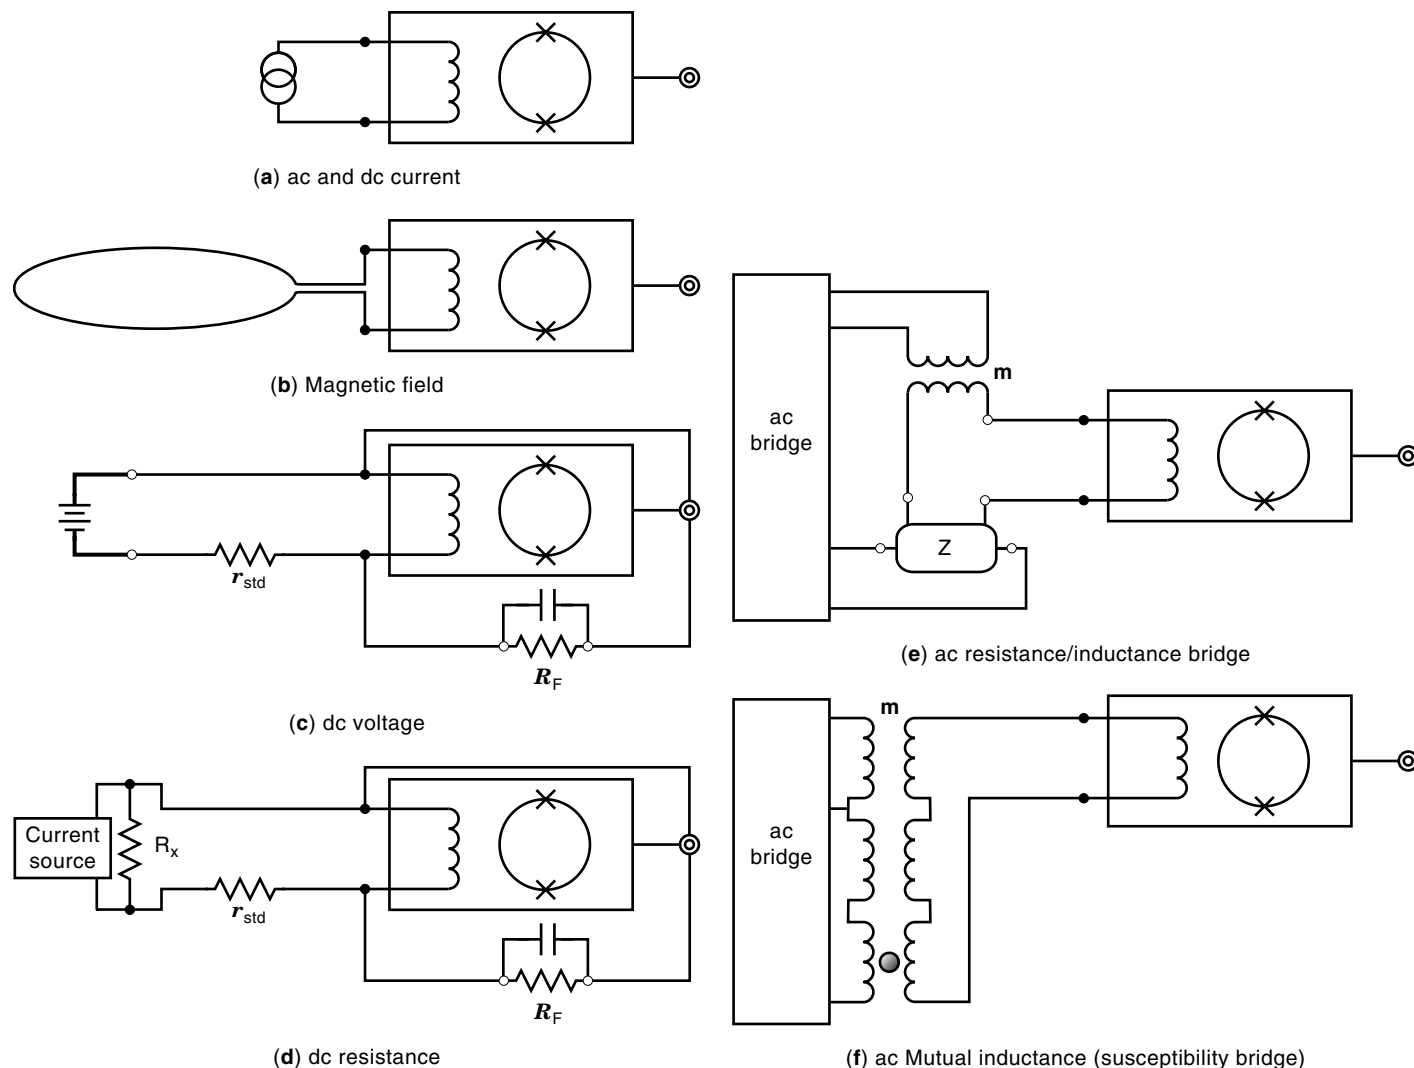 (a) ac and dc current
(b) Magnetic field
r std
R F
(c) dc voltage
Current
source
R x
r std
R F
(d) dc resistance
ac
bridge
m
Z
(e) ac resistance/inductance bridge
m
ac
bridge
(f) ac Mutual inductance (susceptibility bridge)